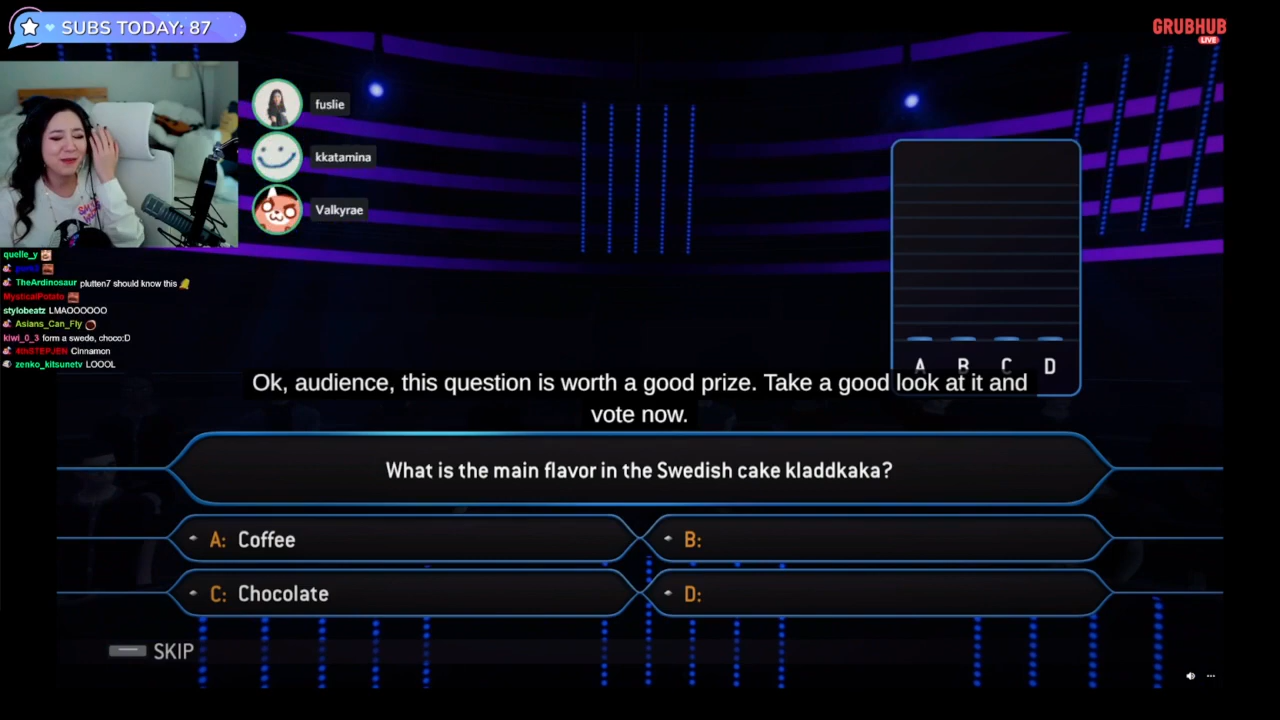 SUBS TODAY: 87
GRUBHUB
LIVE
fuslie
kkatamina
Valkyrae
quelle_y
TheArdinosaur plutten7 should know this
MysticalPotato
stylobeatz LMAOOOOOO
Asians_Can_Fly
kiwi_0_3 form a swede, choco:D
Cinnamon
zenko_kitsunetv LOOOL
A B C D
Ok, audience, this question is worth a good prize. Take a good look at it and
vote now.
What is the main flavor in the Swedish cake kladdkaka?
A: Coffee
B:
C: Chocolate
D:
SKIP